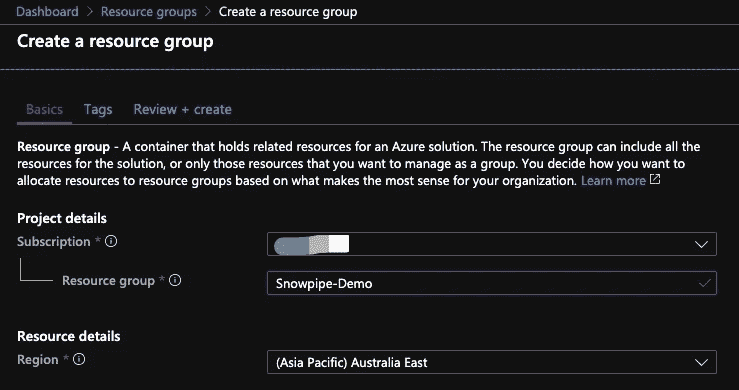 Dashboard > Resource groups > Create a resource group
Create a resource group
Basics Tags Review + create
Resource group - A container that holds related resources for an Azure solution. The resource group can include all the
resources for the solution, or only those resources that you want to manage as a group. You decide how you want to
allocate resources to resource groups based on what makes the most sense for your organization. Learn more
Project details
Subscription *
Resource group * Snowpipe-Demo
Resource details
Region * (Asia Pacific) Australia East